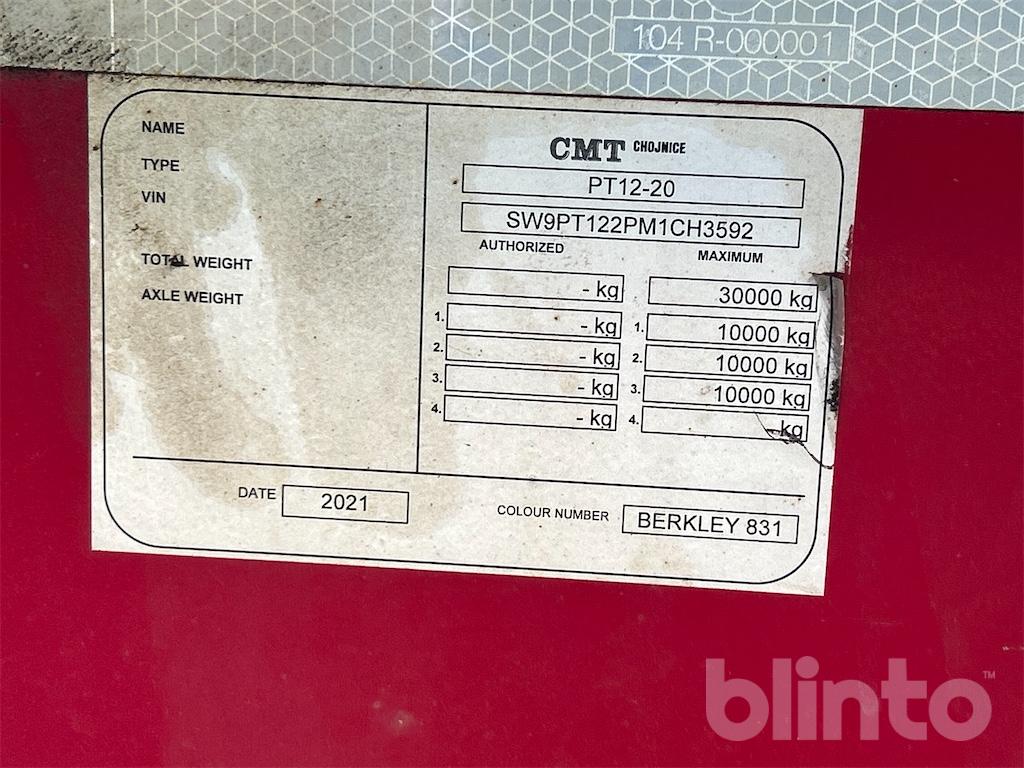 104 R-000001
NAME
CMT CHOJNICE
TYPE PT12-20
VIN SW9PT122PM1CH3592
AUTHORIZED MAXIMUM
TOTAL WEIGHT - kg 30000 kg
AXLE WEIGHT 1. - kg 1. 10000 kg
2. - kg 2. 10000 kg
3. - kg 3. 10000 kg
4. - kg 4. - kg
DATE 2021 COLOUR NUMBER BERKLEY 831
blinto™